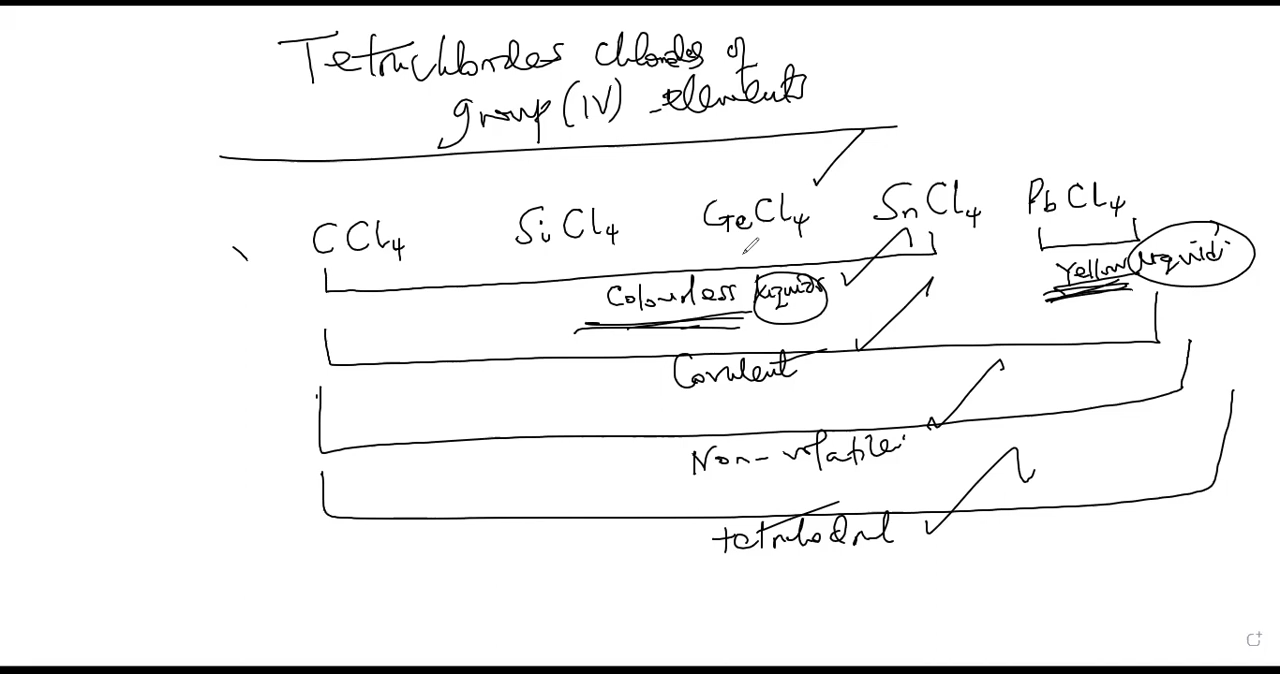 Tetrachlorides chlorides of
group (IV) elements
CCl4 SiCl4 GeCl4 SnCl4 PbCl4
Colourless liquids Yellow liquid
Covalent
Non-volatile
tetrahedral